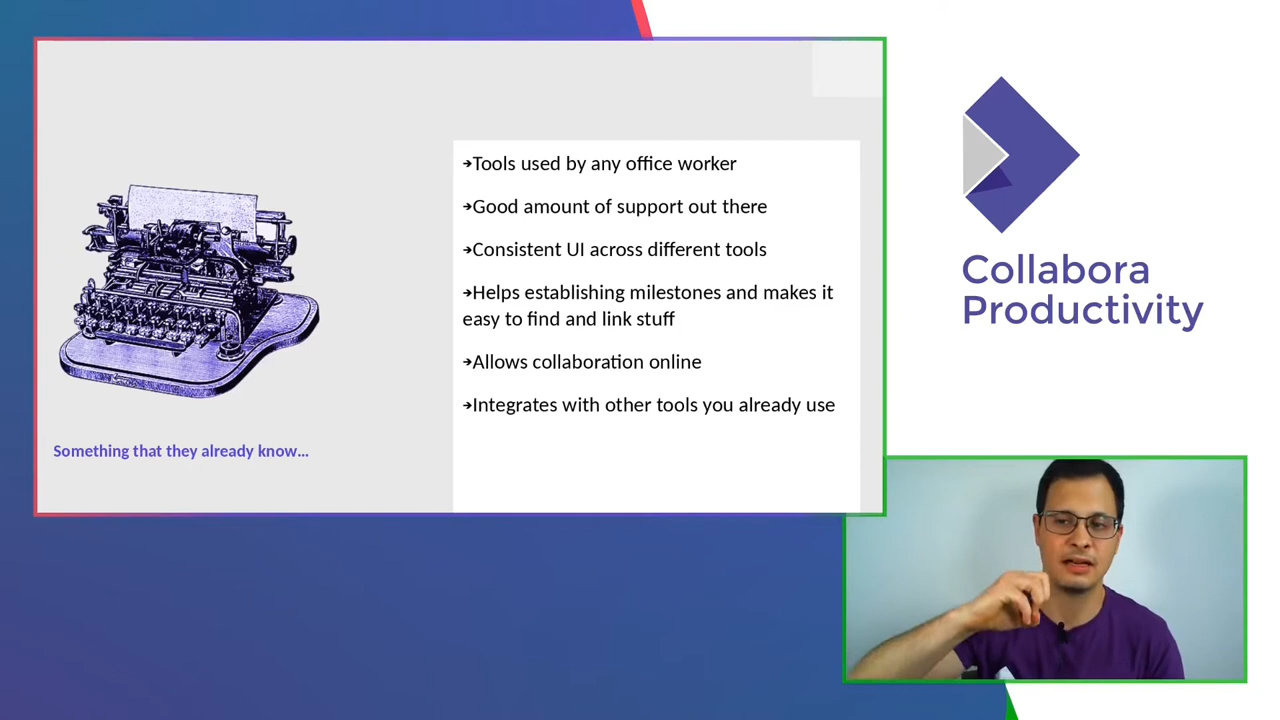 ➔Tools used by any office worker
➔Good amount of support out there
➔Consistent UI across different tools
➔Helps establishing milestones and makes it
easy to find and link stuff
➔Allows collaboration online
➔Integrates with other tools you already use
Something that they already know…
Collabora
Productivity